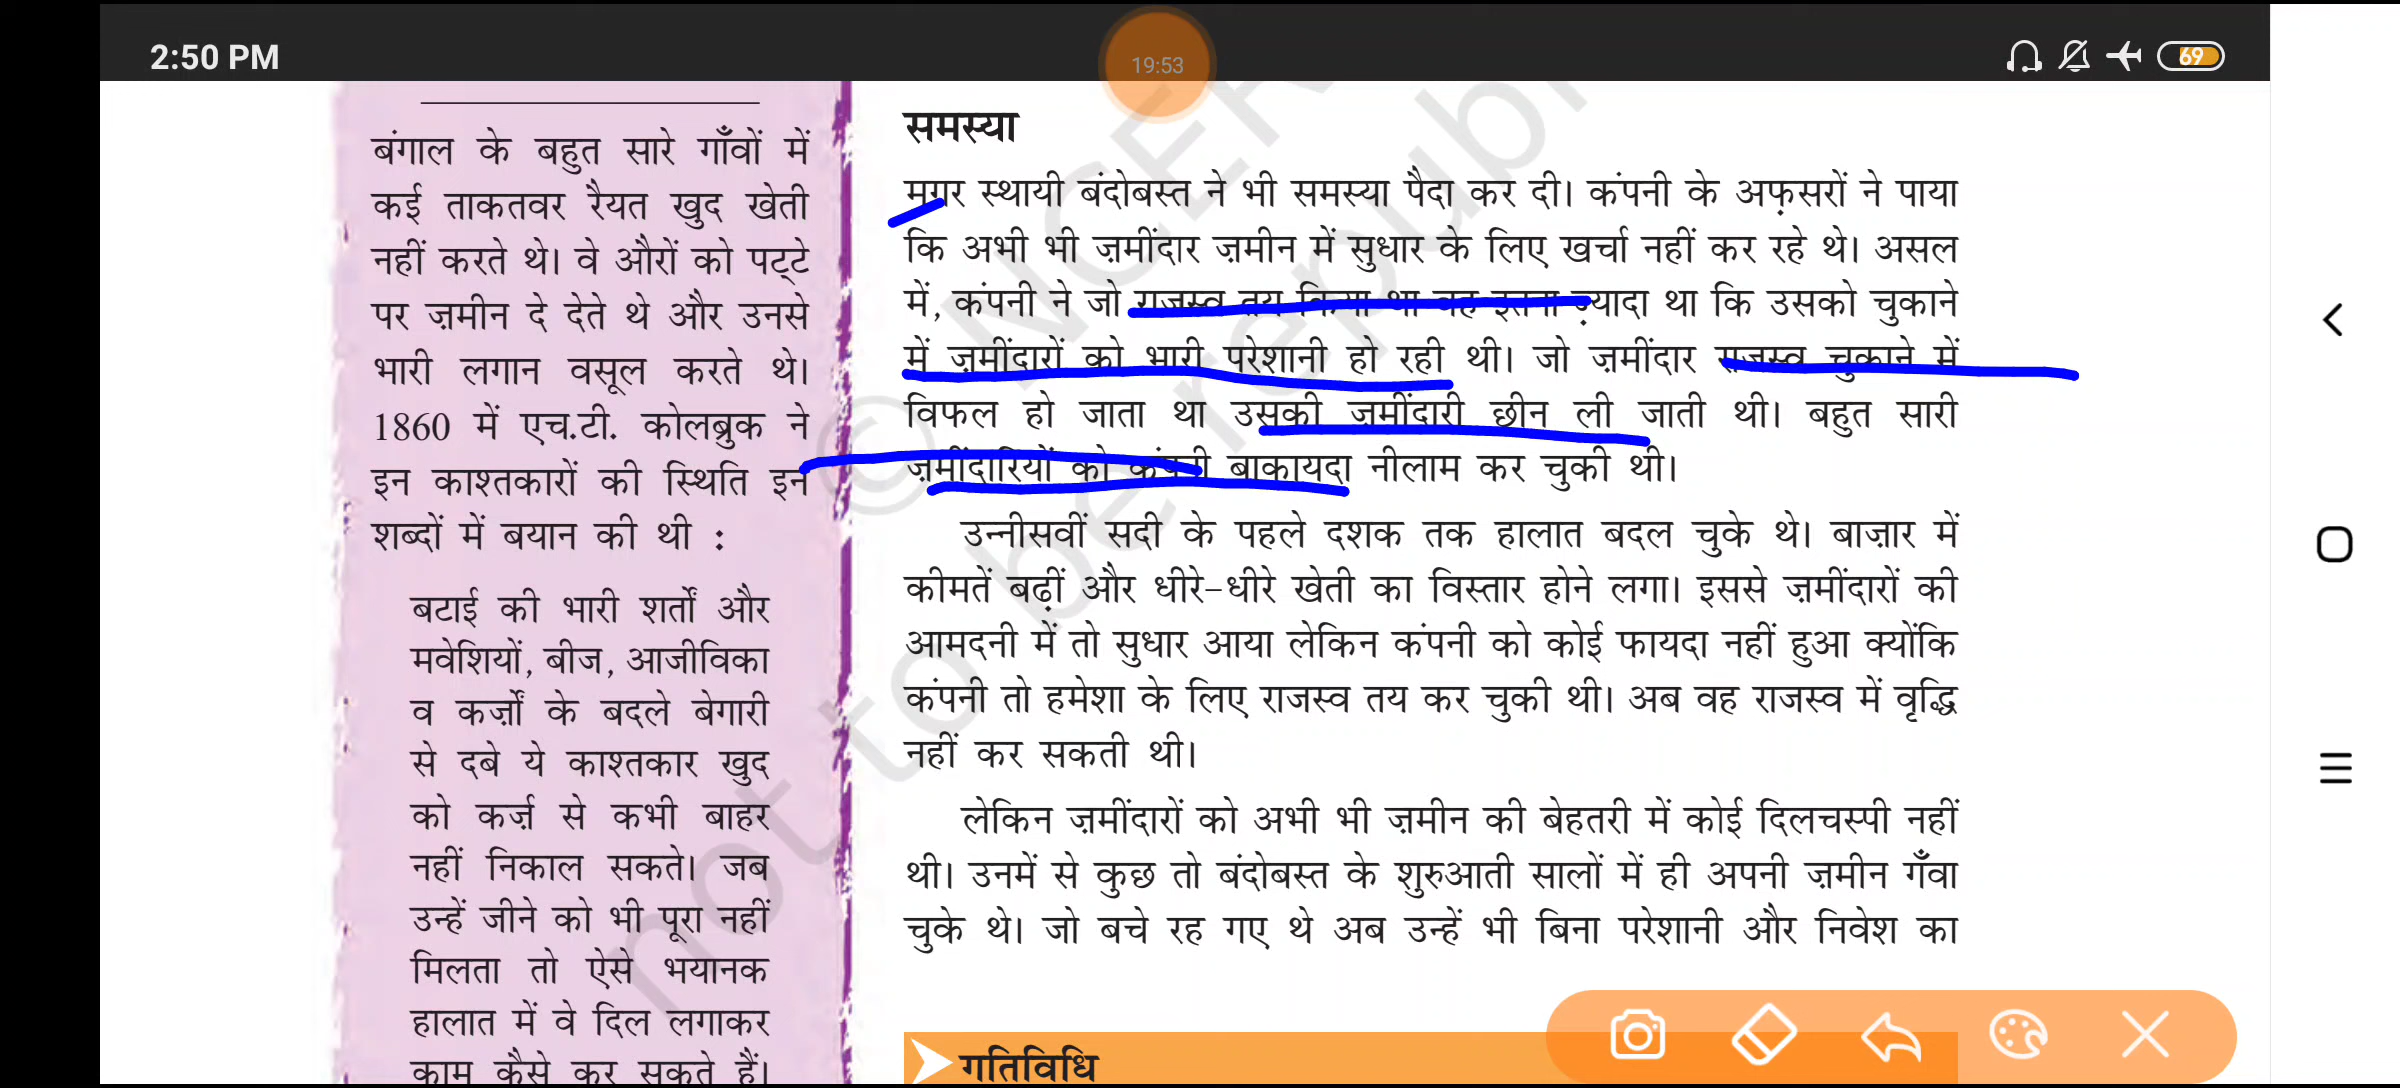 2:50 PM
19:53
69
बंगाल के बहुत सारे गाँवों में
कई ताकतवर रैयत खुद खेती
नहीं करते थे। वे औरों को पट्टे
पर ज़मीन दे देते थे और उनसे
भारी लगान वसूल करते थे।
1860 में एच.टी. कोलब्रुक ने
इन काश्तकारों की स्थिति इन
शब्दों में बयान की थी :
बटाई की भारी शर्तों और
मवेशियों, बीज, आजीविका
व कर्ज़ों के बदले बेगारी
से दबे ये काश्तकार खुद
को कर्ज़ से कभी बाहर
नहीं निकाल सकते। जब
उन्हें जीने को भी पूरा नहीं
मिलता तो ऐसे भयानक
हालात में वे दिल लगाकर
काम कैसे कर सकते हैं।
समस्या
मगर स्थायी बंदोबस्त ने भी समस्या पैदा कर दी। कंपनी के अफ़सरों ने पाया
कि अभी भी ज़मींदार ज़मीन में सुधार के लिए खर्चा नहीं कर रहे थे। असल
में, कंपनी ने जो राजस्व तय किया था वह इतना ज़्यादा था कि उसको चुकाने
में ज़मींदारों को भारी परेशानी हो रही थी। जो ज़मींदार राजस्व चुकाने में
विफल हो जाता था उसकी ज़मींदारी छीन ली जाती थी। बहुत सारी
ज़मींदारियों को कंपनी बाकायदा नीलाम कर चुकी थी।
उन्नीसवीं सदी के पहले दशक तक हालात बदल चुके थे। बाज़ार में
कीमतें बढ़ीं और धीरे-धीरे खेती का विस्तार होने लगा। इससे ज़मींदारों की
आमदनी में तो सुधार आया लेकिन कंपनी को कोई फायदा नहीं हुआ क्योंकि
कंपनी तो हमेशा के लिए राजस्व तय कर चुकी थी। अब वह राजस्व में वृद्धि
नहीं कर सकती थी।
लेकिन ज़मींदारों को अभी भी ज़मीन की बेहतरी में कोई दिलचस्पी नहीं
थी। उनमें से कुछ तो बंदोबस्त के शुरुआती सालों में ही अपनी ज़मीन गँवा
चुके थे। जो बचे रह गए थे अब उन्हें भी बिना परेशानी और निवेश का
गतिविधि
© NCER
not to be republ